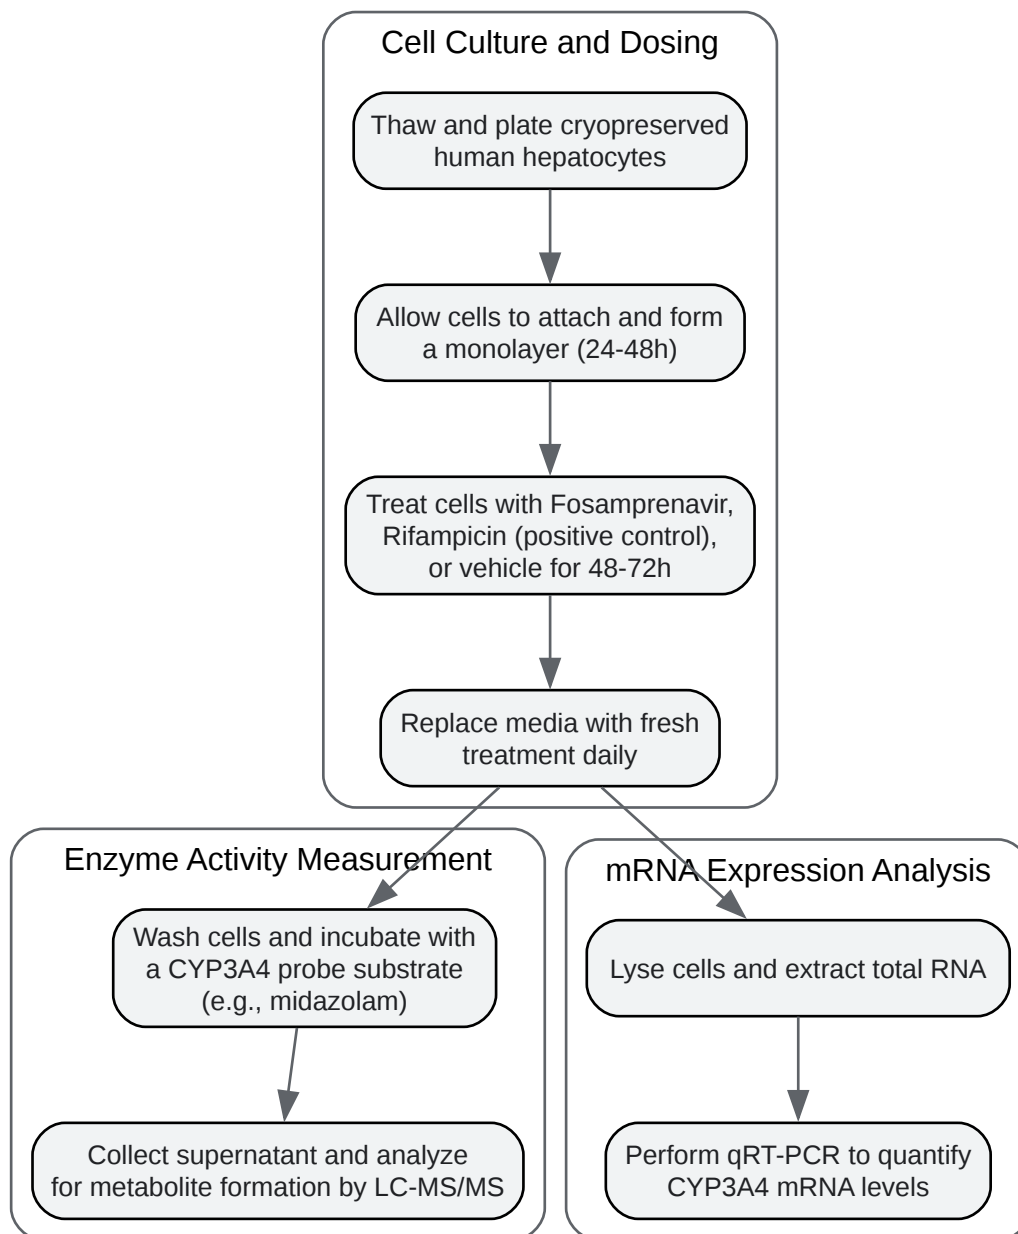 Cell Culture and Dosing
Thaw and plate cryopreserved
human hepatocytes
Allow cells to attach and form
a monolayer (24-48h)
Treat cells with Fosamprenavir,
Rifampicin (positive control),
or vehicle for 48-72h
Replace media with fresh
treatment daily
Enzyme Activity Measurement
Wash cells and incubate with
a CYP3A4 probe substrate
(e.g., midazolam)
Collect supernatant and analyze
for metabolite formation by LC-MS/MS
mRNA Expression Analysis
Lyse cells and extract total RNA
Perform qRT-PCR to quantify
CYP3A4 mRNA levels